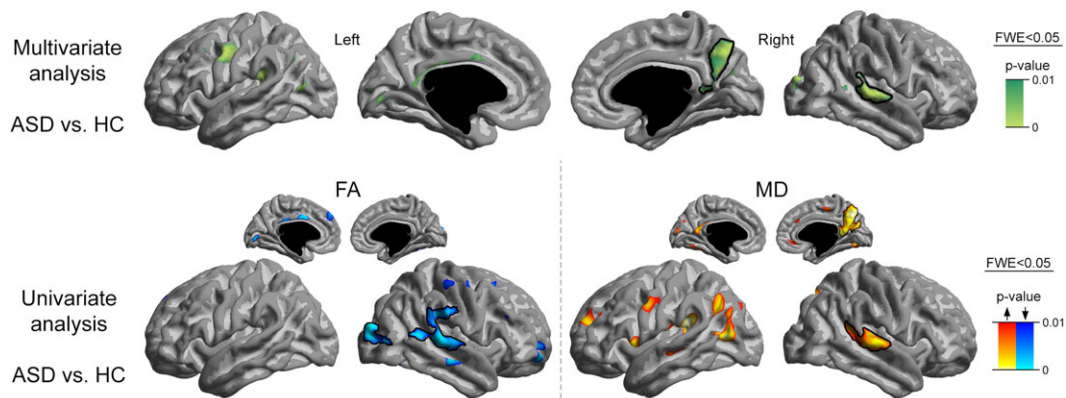 Multivariate
analysis
ASD vs. HC
Left
Right
FWE<0.05
p-value
0.01
0
FA
MD
Univariate
analysis
ASD vs. HC
FWE<0.05
p-value
0.01
0